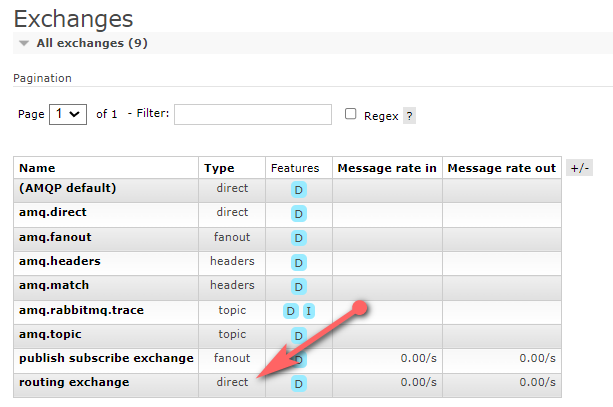 Exchanges
All exchanges (9)
Pagination
Page 1 of 1 - Filter: Regex ?
Name Type Features Message rate in Message rate out +/-
(AMQP default) direct D
amq.direct direct D
amq.fanout fanout D
amq.headers headers D
amq.match headers D
amq.rabbitmq.trace topic D I
amq.topic topic D
publish subscribe exchange fanout D 0.00/s 0.00/s
routing exchange direct D 0.00/s 0.00/s